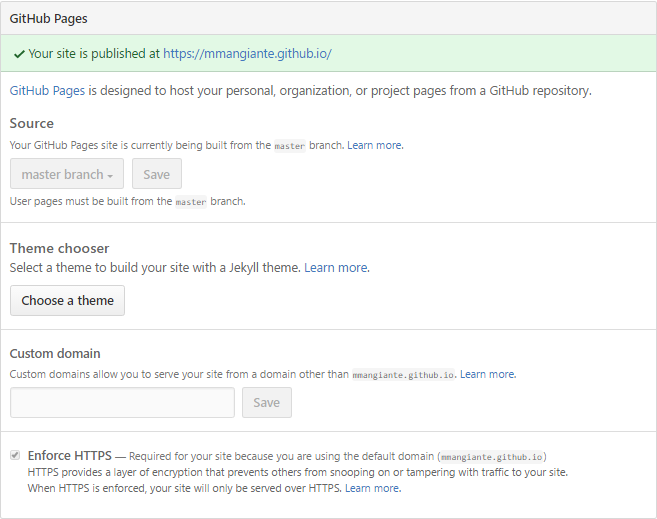 GitHub Pages
Your site is published at https://mmangiante.github.io/
GitHub Pages is designed to host your personal, organization, or project pages from a GitHub repository.
Source
Your GitHub Pages site is currently being built from the master branch. Learn more.
master branch Save
User pages must be built from the master branch.
Theme chooser
Select a theme to build your site with a Jekyll theme. Learn more.
Choose a theme
Custom domain
Custom domains allow you to serve your site from a domain other than mmangiante.github.io. Learn more.
Save
Enforce HTTPS — Required for your site because you are using the default domain (mmangiante.github.io)
HTTPS provides a layer of encryption that prevents others from snooping on or tampering with traffic to your site.
When HTTPS is enforced, your site will only be served over HTTPS. Learn more.